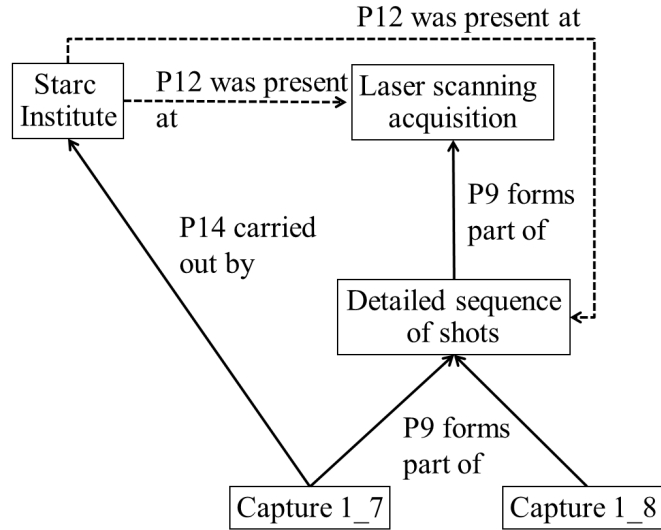 P12 was present at
Starc
Institute
P12 was present
at
Laser scanning
acquisition
P9 forms
part of
P14 carried
out by
Detailed sequence
of shots
P9 forms
part of
Capture 1_7
Capture 1_8